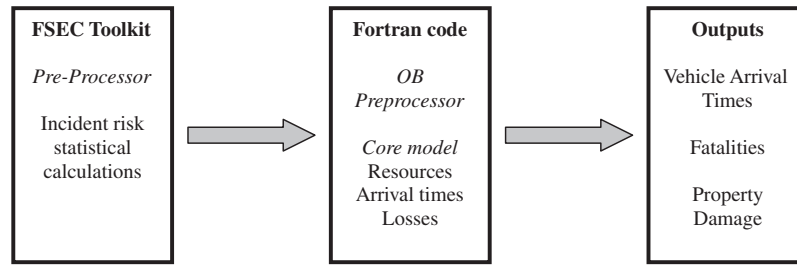 FSEC Toolkit
Pre-Processor
Incident risk
statistical
calculations
Fortran code
OB
Preprocessor
Core model
Resources
Arrival times
Losses
Outputs
Vehicle Arrival
Times
Fatalities
Property
Damage